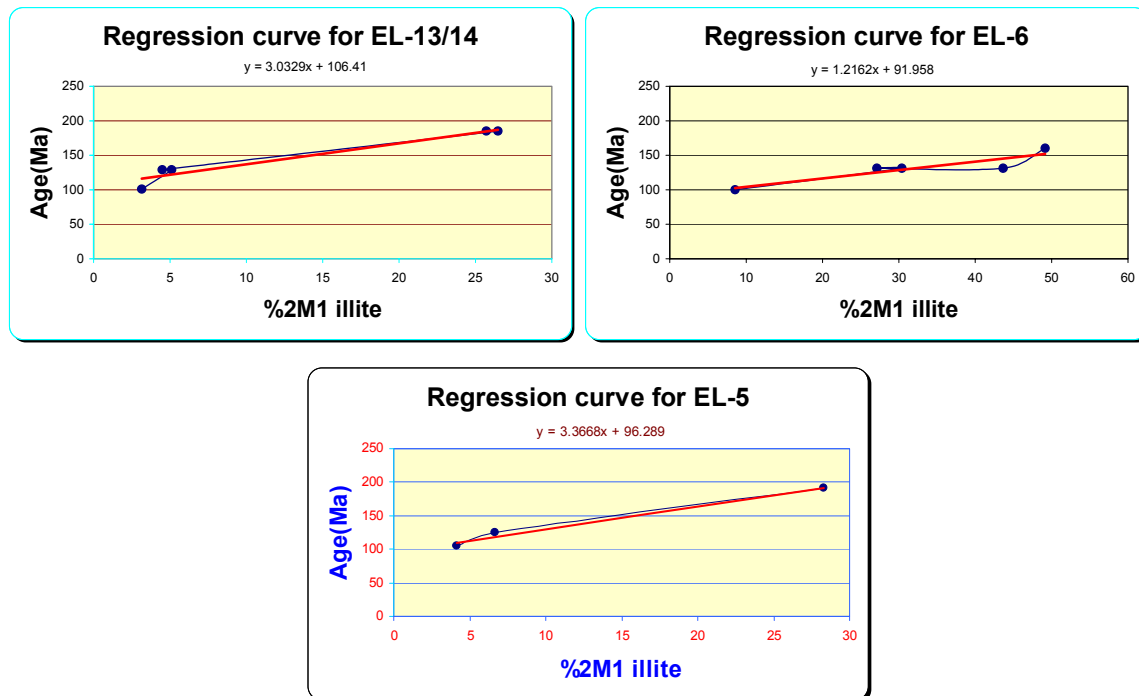 Regression curve for EL-13/14
y = 3.0329x + 106.41
250
200
150
100
50
0
0 5 10 15 20 25 30
Age(Ma)
%2M1 illite
Regression curve for EL-6
y = 1.2162x + 91.958
250
200
150
100
50
0
0 10 20 30 40 50 60
Age(Ma)
%2M1 illite
Regression curve for EL-5
y = 3.3668x + 96.289
250
200
150
100
50
0
0 5 10 15 20 25 30
Age(Ma)
%2M1 illite